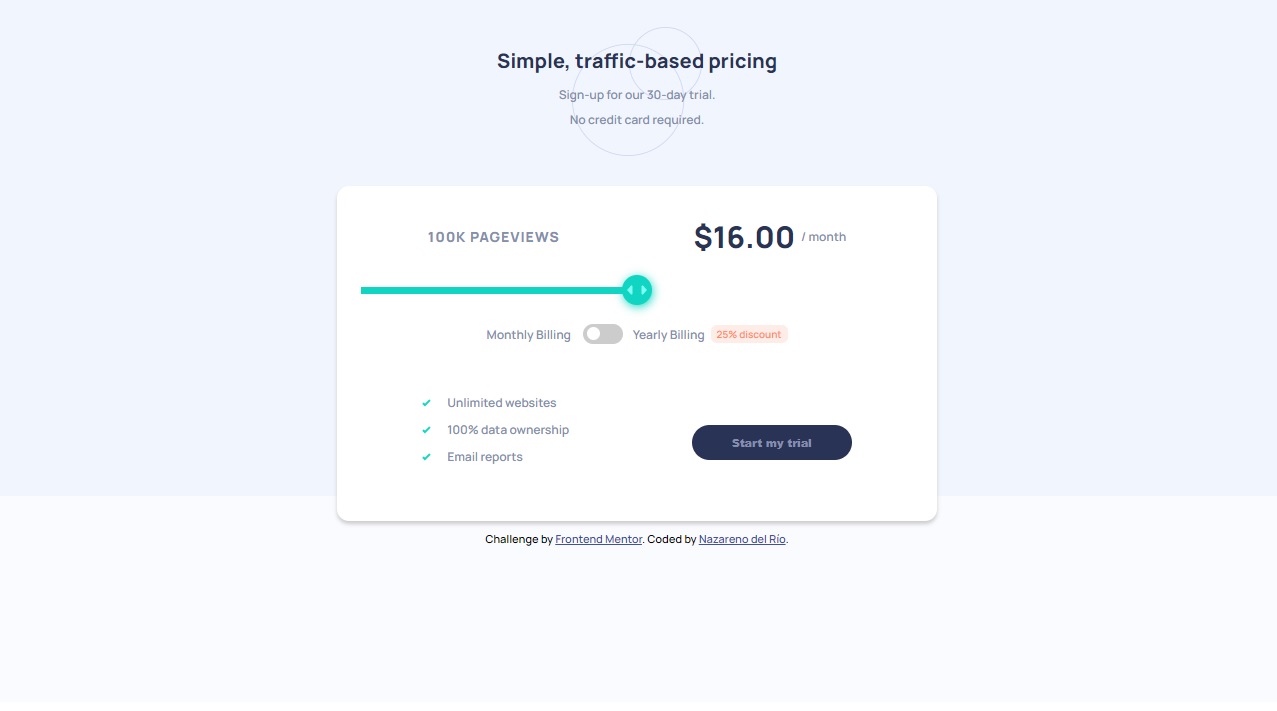 Simple, traffic-based pricing
Sign-up for our 30-day trial.
No credit card required.
100K PAGEVIEWS
$16.00 / month
Monthly Billing
Yearly Billing
25% discount
Unlimited websites
100% data ownership
Email reports
Start my trial
Challenge by Frontend Mentor. Coded by Nazareno del Río.